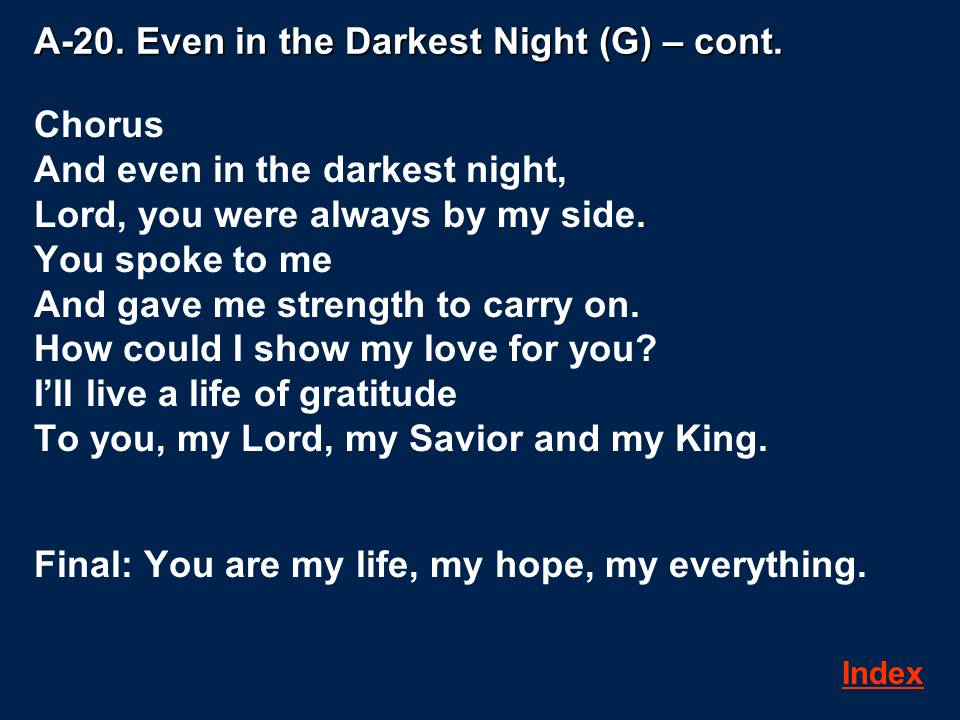 A-20. Even in the Darkest Night (G) – cont.
Chorus
And even in the darkest night,
Lord, you were always by my side.
You spoke to me
And gave me strength to carry on.
How could I show my love for you?
I’ll live a life of gratitude
To you, my Lord, my Savior and my King.
Final: You are my life, my hope, my everything.
Index